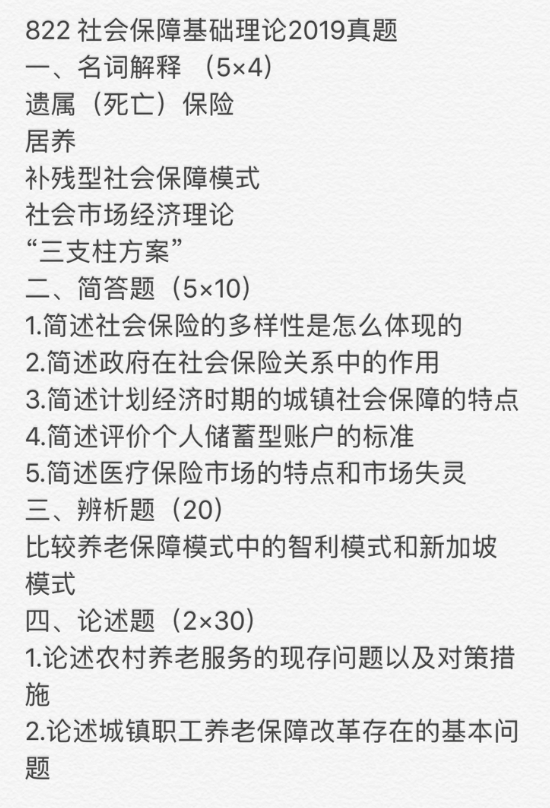 822 社会保障基础理论2019真题
一、名词解释 （5×4）
遗属（死亡）保险
居养
补残型社会保障模式
社会市场经济理论
“三支柱方案”
二、简答题（5×10）
1.简述社会保险的多样性是怎么体现的
2.简述政府在社会保险关系中的作用
3.简述计划经济时期的城镇社会保障的特点
4.简述评价个人储蓄型账户的标准
5.简述医疗保险市场的特点和市场失灵
三、辨析题（20）
比较养老保障模式中的智利模式和新加坡
模式
四、论述题（2×30）
1.论述农村养老服务的现存问题以及对策措
施
2.论述城镇职工养老保障改革存在的基本问
题